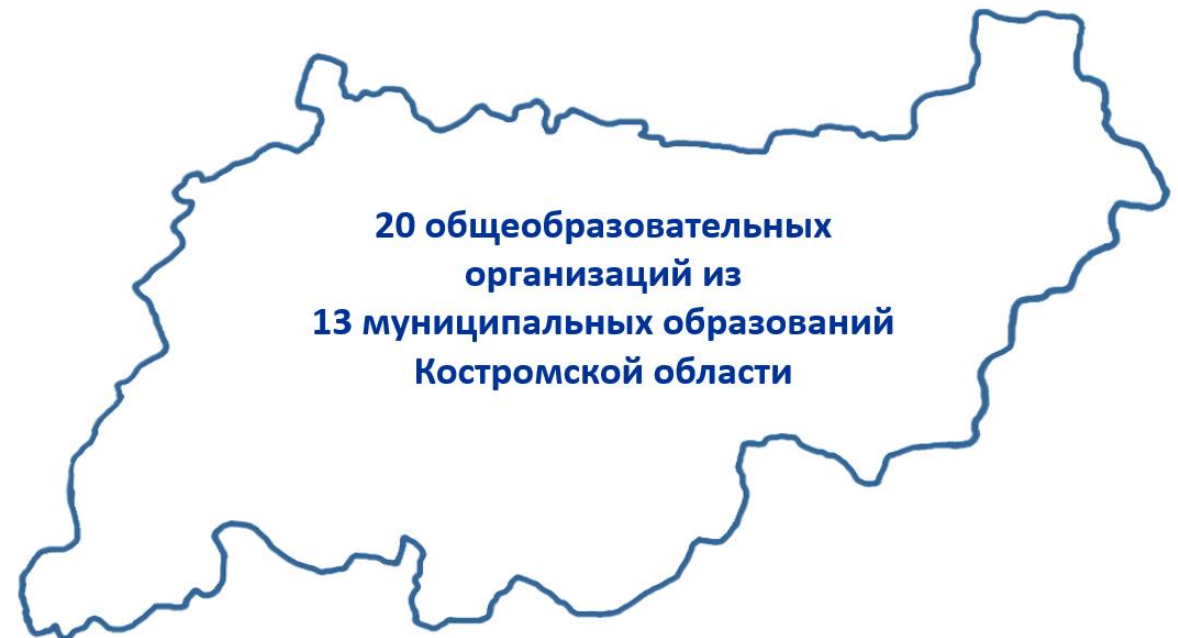 20 общеобразовательных
организаций из
13 муниципальных образований
Костромской области